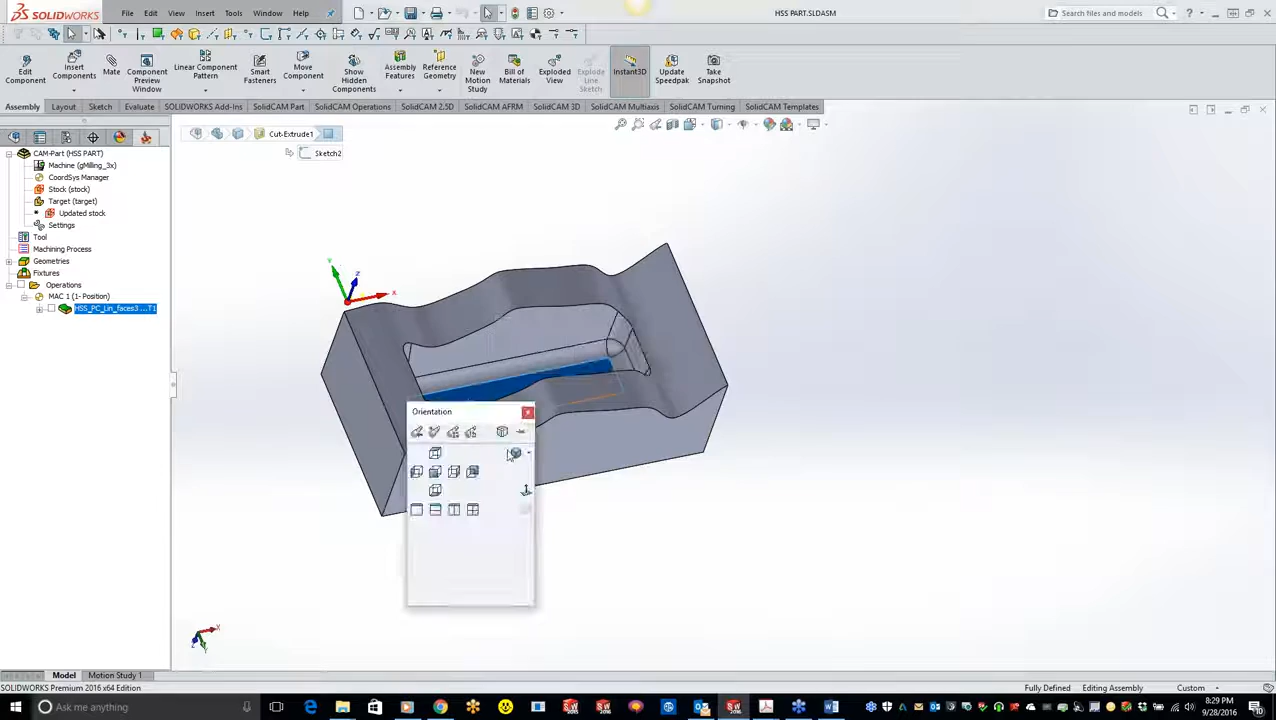 SOLIDWORKS File Edit View Insert Tools Window Help HSS PART.SLDASM Search files and models
Edit Component
Insert Components
Mate
Component Preview Window
Linear Component Pattern
Smart Fasteners
Move Component
Show Hidden Components
Assembly Features
Reference Geometry
New Motion Study
Bill of Materials
Exploded View
Explode Line Sketch
Instant3D
Update Speedpak
Take Snapshot
Assembly Layout Sketch Evaluate SOLIDWORKS Add-Ins SolidCAM Part SolidCAM Operations SolidCAM 2.5D SolidCAM AFRM SolidCAM 3D SolidCAM Multiaxis SolidCAM Turning SolidCAM Templates
Cut-Extrude1
Sketch2
CAM-Part (HSS PART)
Machine (gMilling_3x)
CoordSys Manager
Stock (stock)
Target (target)
Updated stock
Settings
Tool
Machining Process
Geometries
Fixtures
Operations
MAC 1 (1- Position)
HSS_PC_Lin_faces3 ...T1
Y
Z
X
Orientation
X
Model Motion Study 1
SOLIDWORKS Premium 2016 x64 Edition Fully Defined Editing Assembly Custom
Ask me anything
8:29 PM
9/28/2016